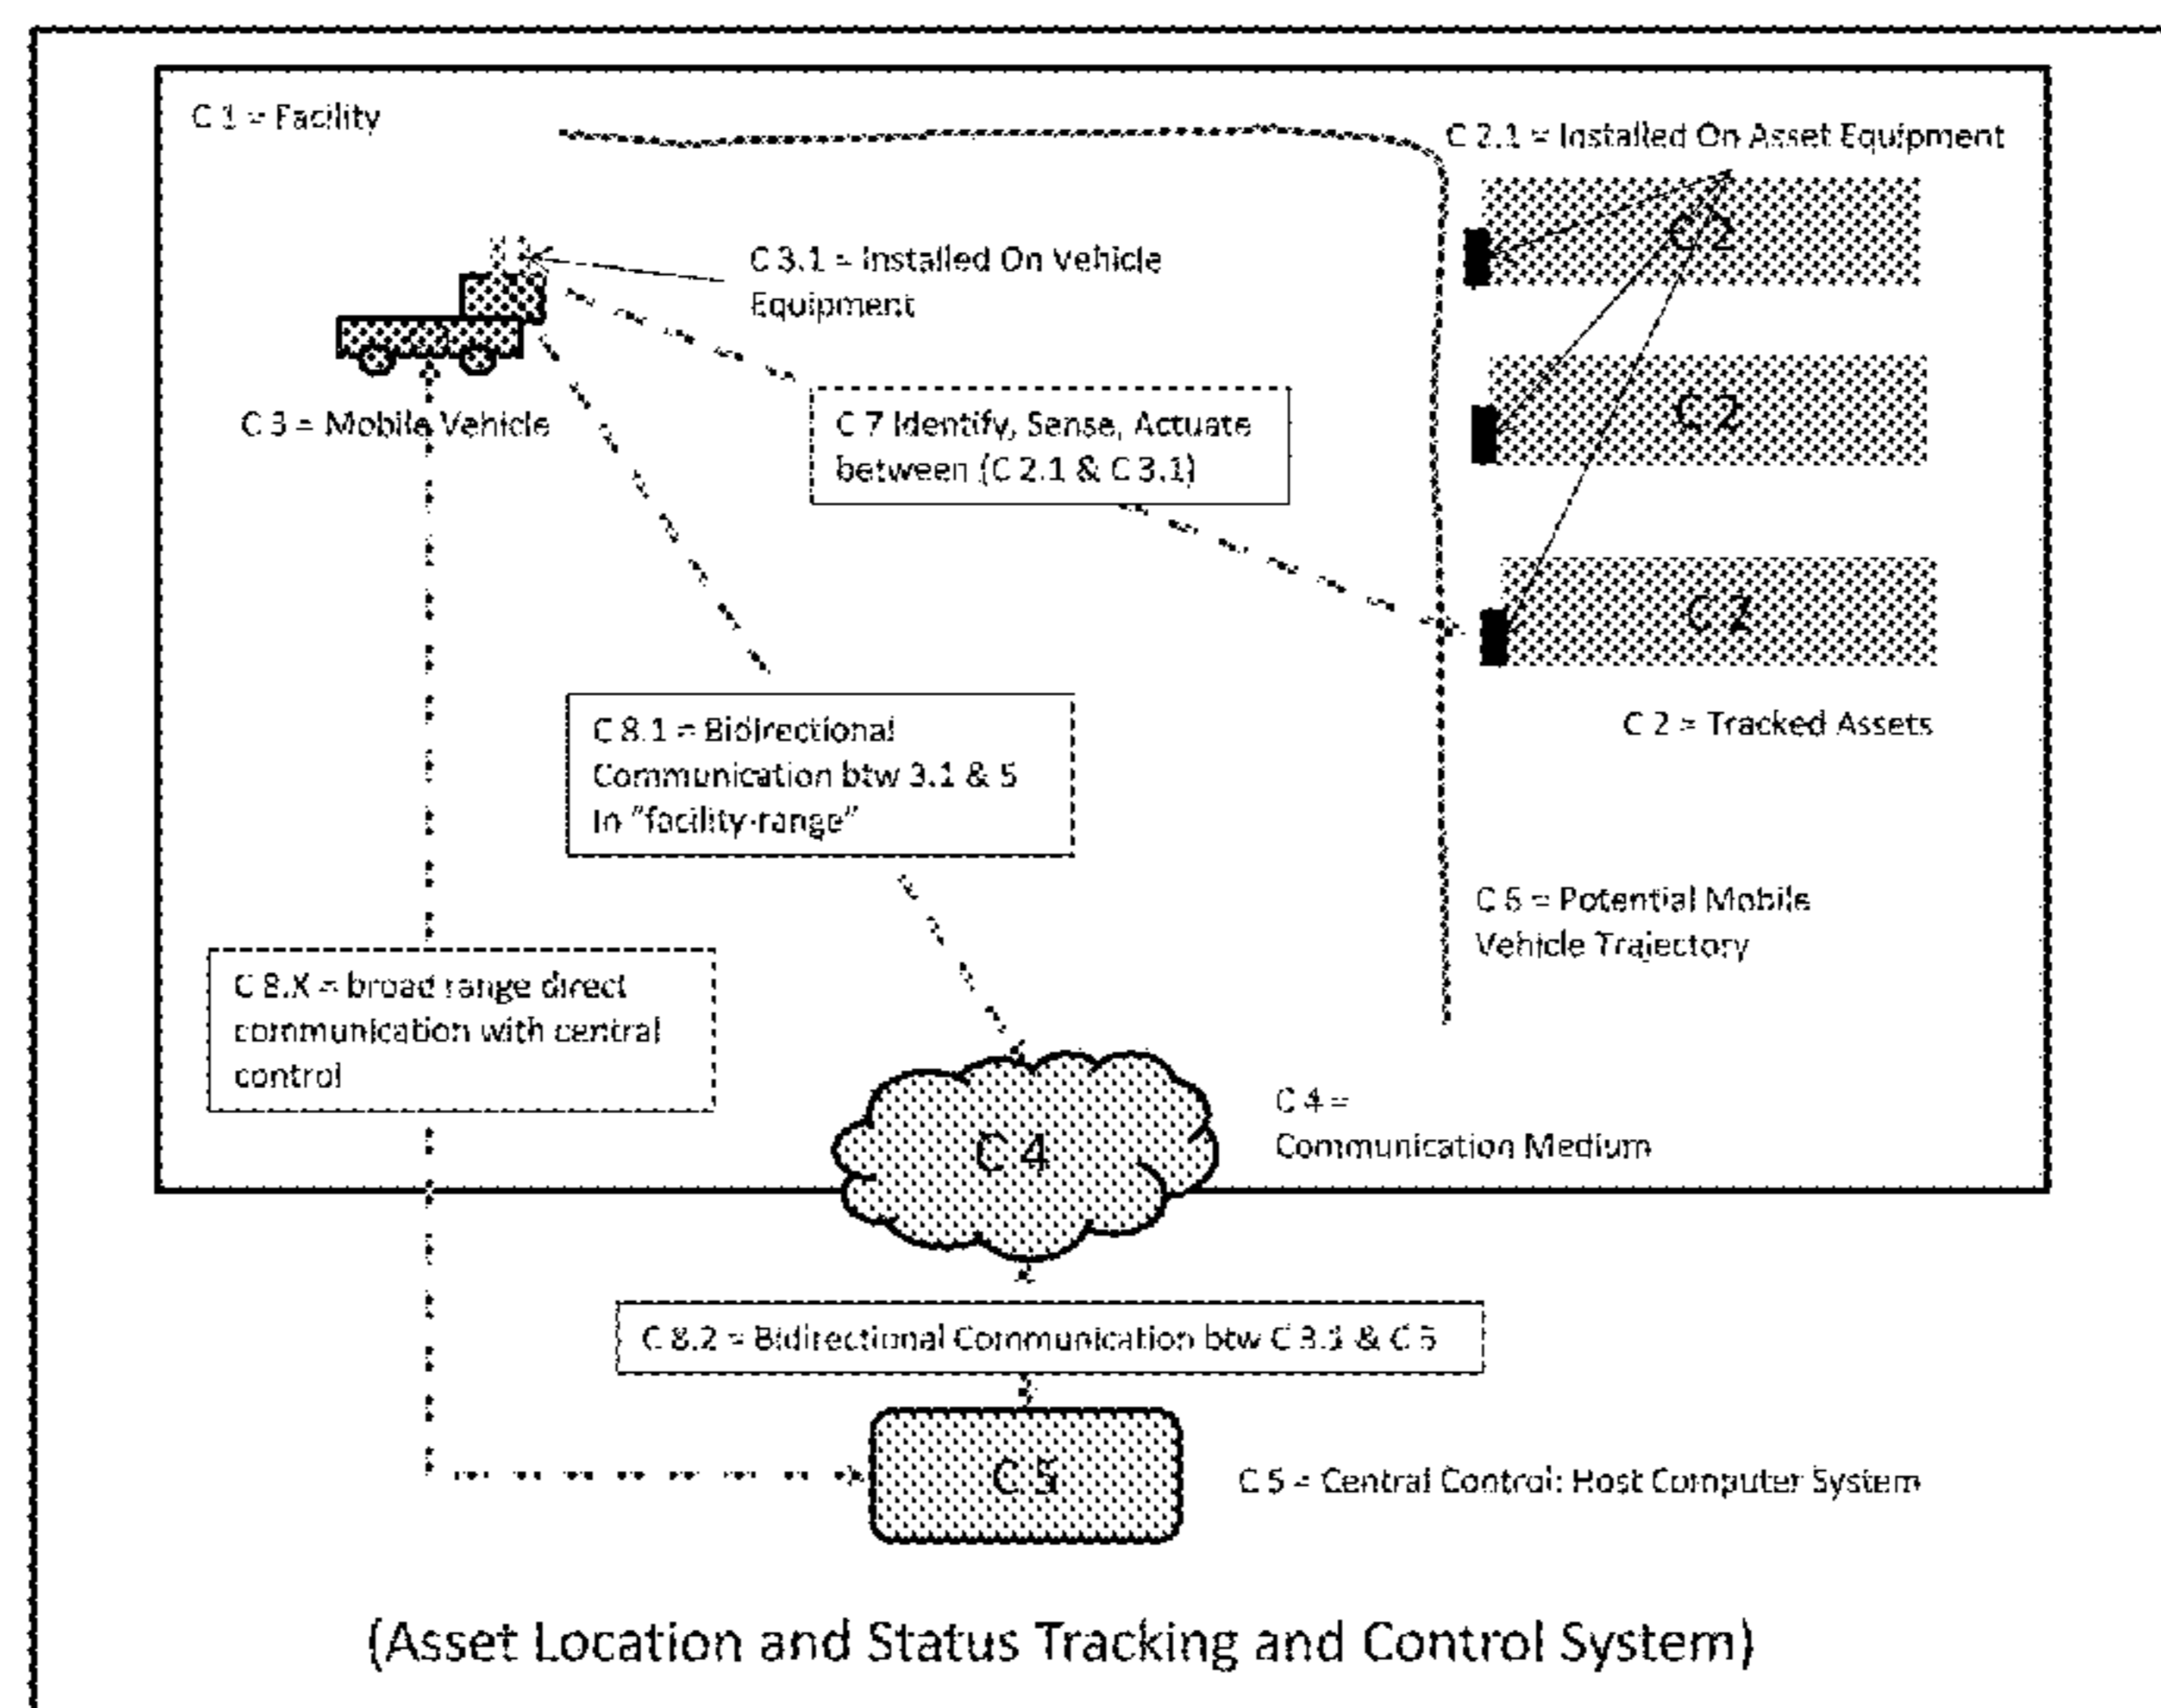 C 1 = Facility
C 2.1 = Installed On Asset Equipment
C 2
C 3.1 = Installed On Vehicle
Equipment
C 3 = Mobile Vehicle
C 7 Identify, Sense, Actuate
between (C 2.1 & C 3.1)
C 2
C 2
C 2 = Tracked Assets
C 8.1 = Bidirectional
Communication btw 3.1 & 5
In "facility-range"
C 6 = Potential Mobile
Vehicle Trajectory
C 8.X = broad range direct
communication with central
control
C 4 =
Communication Medium
C 4
C 8.2 = Bidirectional Communication btw C 3.1 & C 5
C 5
C 5 = Central Control: Host Computer System
(Asset Location and Status Tracking and Control System)